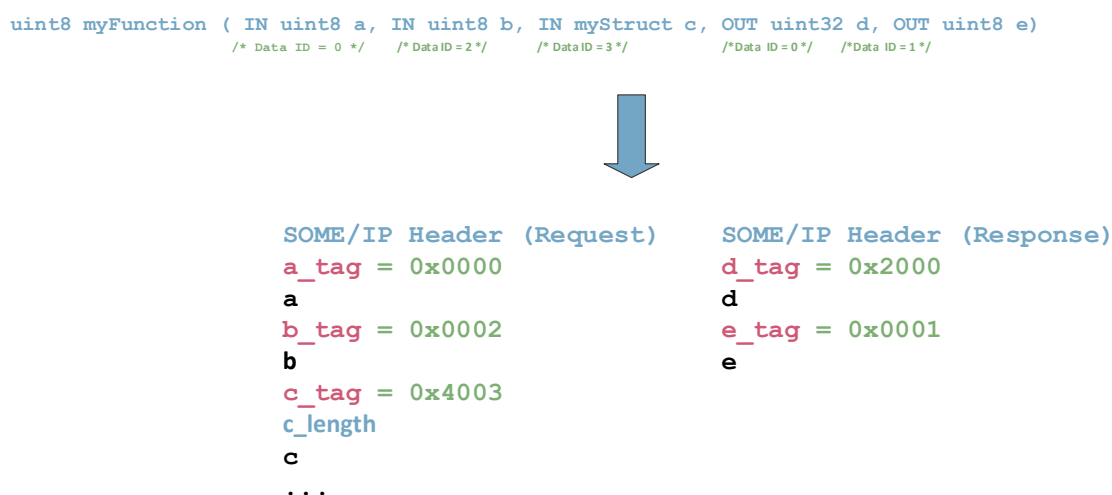 uint8 myFunction ( IN uint8 a, IN uint8 b, IN myStruct c, OUT uint32 d, OUT uint8 e)
/* Data ID = 0 */ /* Data ID = 2 */ /* Data ID = 3 */ /*Data ID = 0 */ /*Data ID = 1 */
SOME/IP Header (Request)
a_tag = 0x0000
a
b_tag = 0x0002
b
c_tag = 0x4003
c_length
c
...
SOME/IP Header (Response)
d_tag = 0x2000
d
e_tag = 0x0001
e